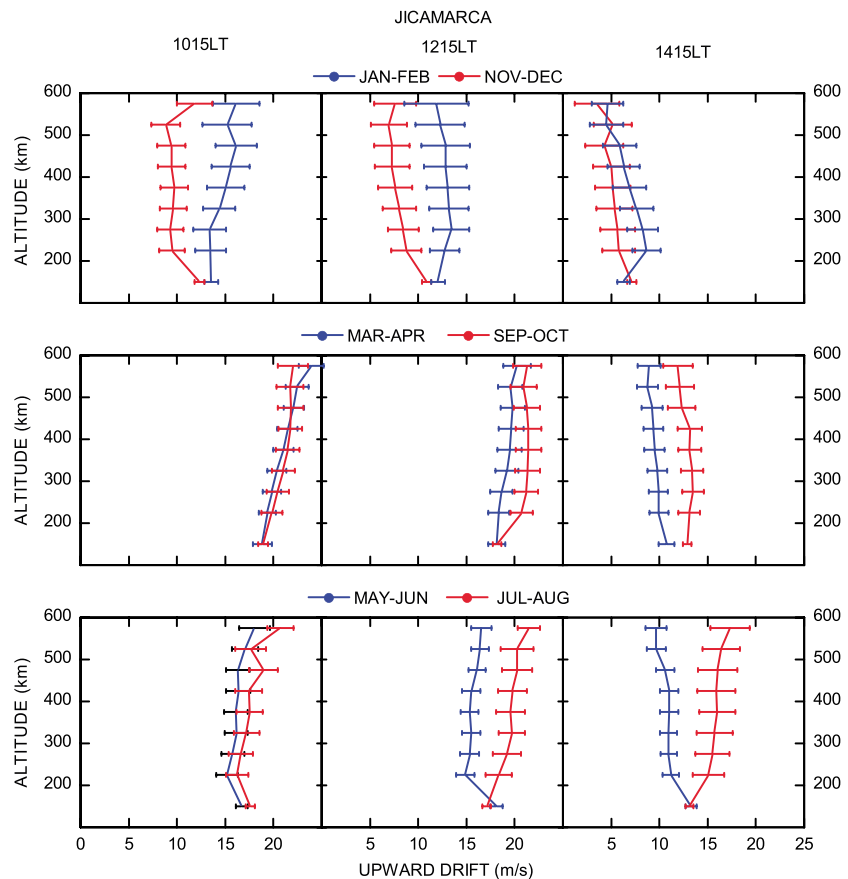 JICAMARCA
1015LT 1215LT 1415LT
JAN-FEB NOV-DEC
600 600
500 500
400 400
300 300
200 200
ALTITUDE (km)
MAR-APR SEP-OCT
600 600
500 500
400 400
300 300
200 200
ALTITUDE (km)
MAY-JUN JUL-AUG
600 600
500 500
400 400
300 300
200 200
ALTITUDE (km)
0 5 10 15 20 5 10 15 20 5 10 15 20 25
UPWARD DRIFT (m/s)